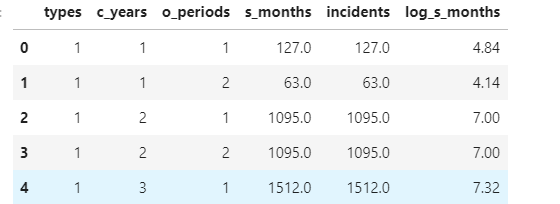 types c_years o_periods s_months incidents log_s_months
0 1 1 1 127.0 127.0 4.84
1 1 1 2 63.0 63.0 4.14
2 1 2 1 1095.0 1095.0 7.00
3 1 2 2 1095.0 1095.0 7.00
4 1 3 1 1512.0 1512.0 7.32